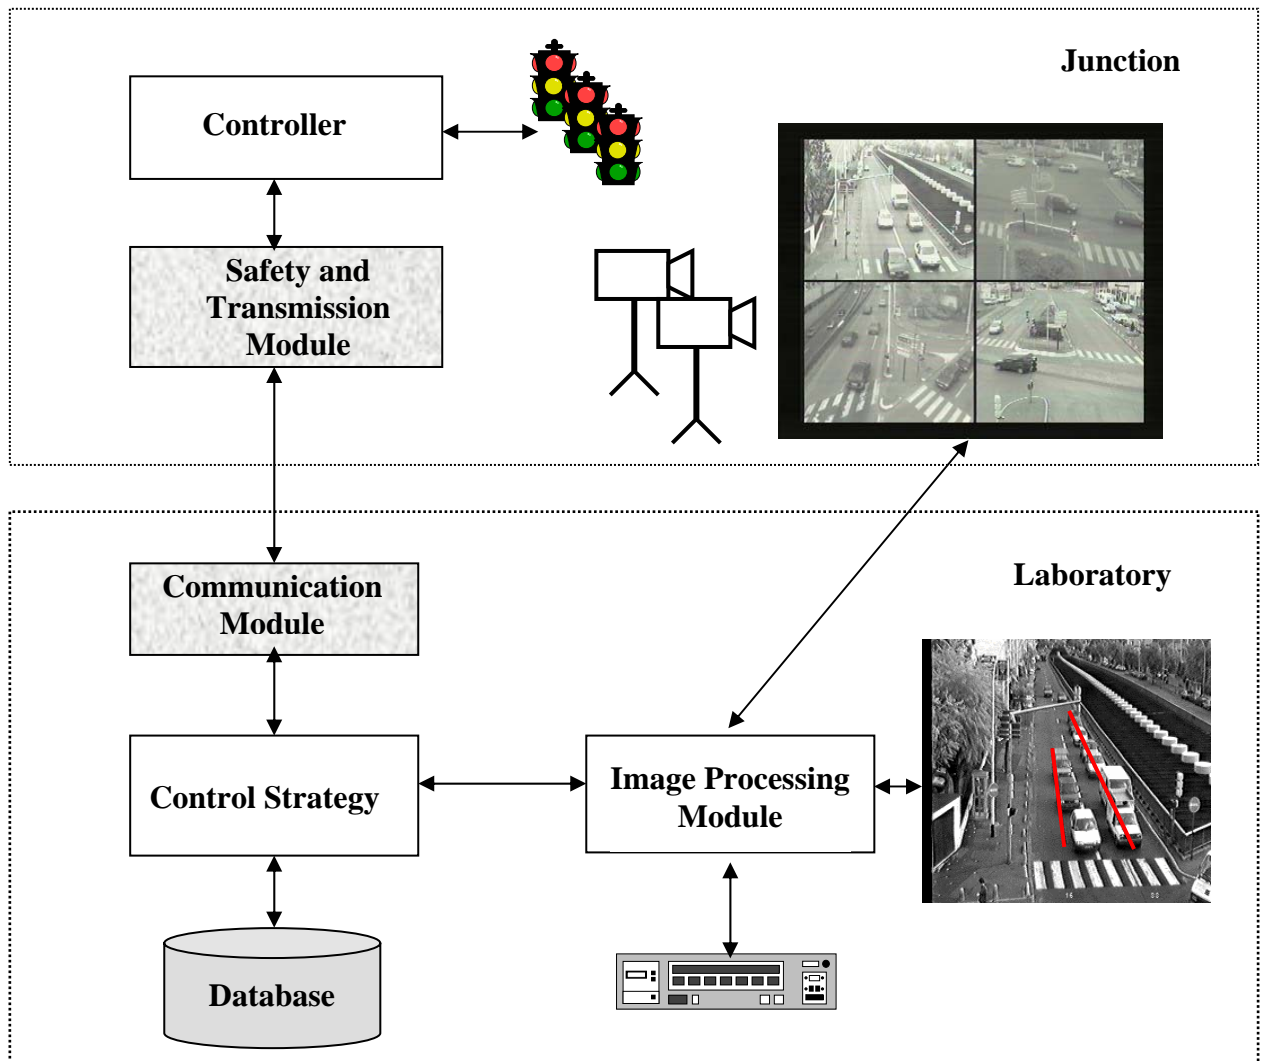 Junction
Controller
Safety and
Transmission
Module
Laboratory
Communication
Module
Control Strategy
Image Processing
Module
Database